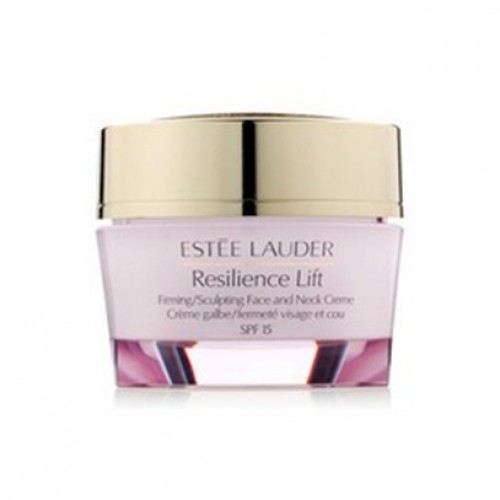 ESTĒE LAUDER
Resilience Lift
Firming/Sculpting Face and Neck Creme
Crème galbe/fermeté visage et cou
SPF 15